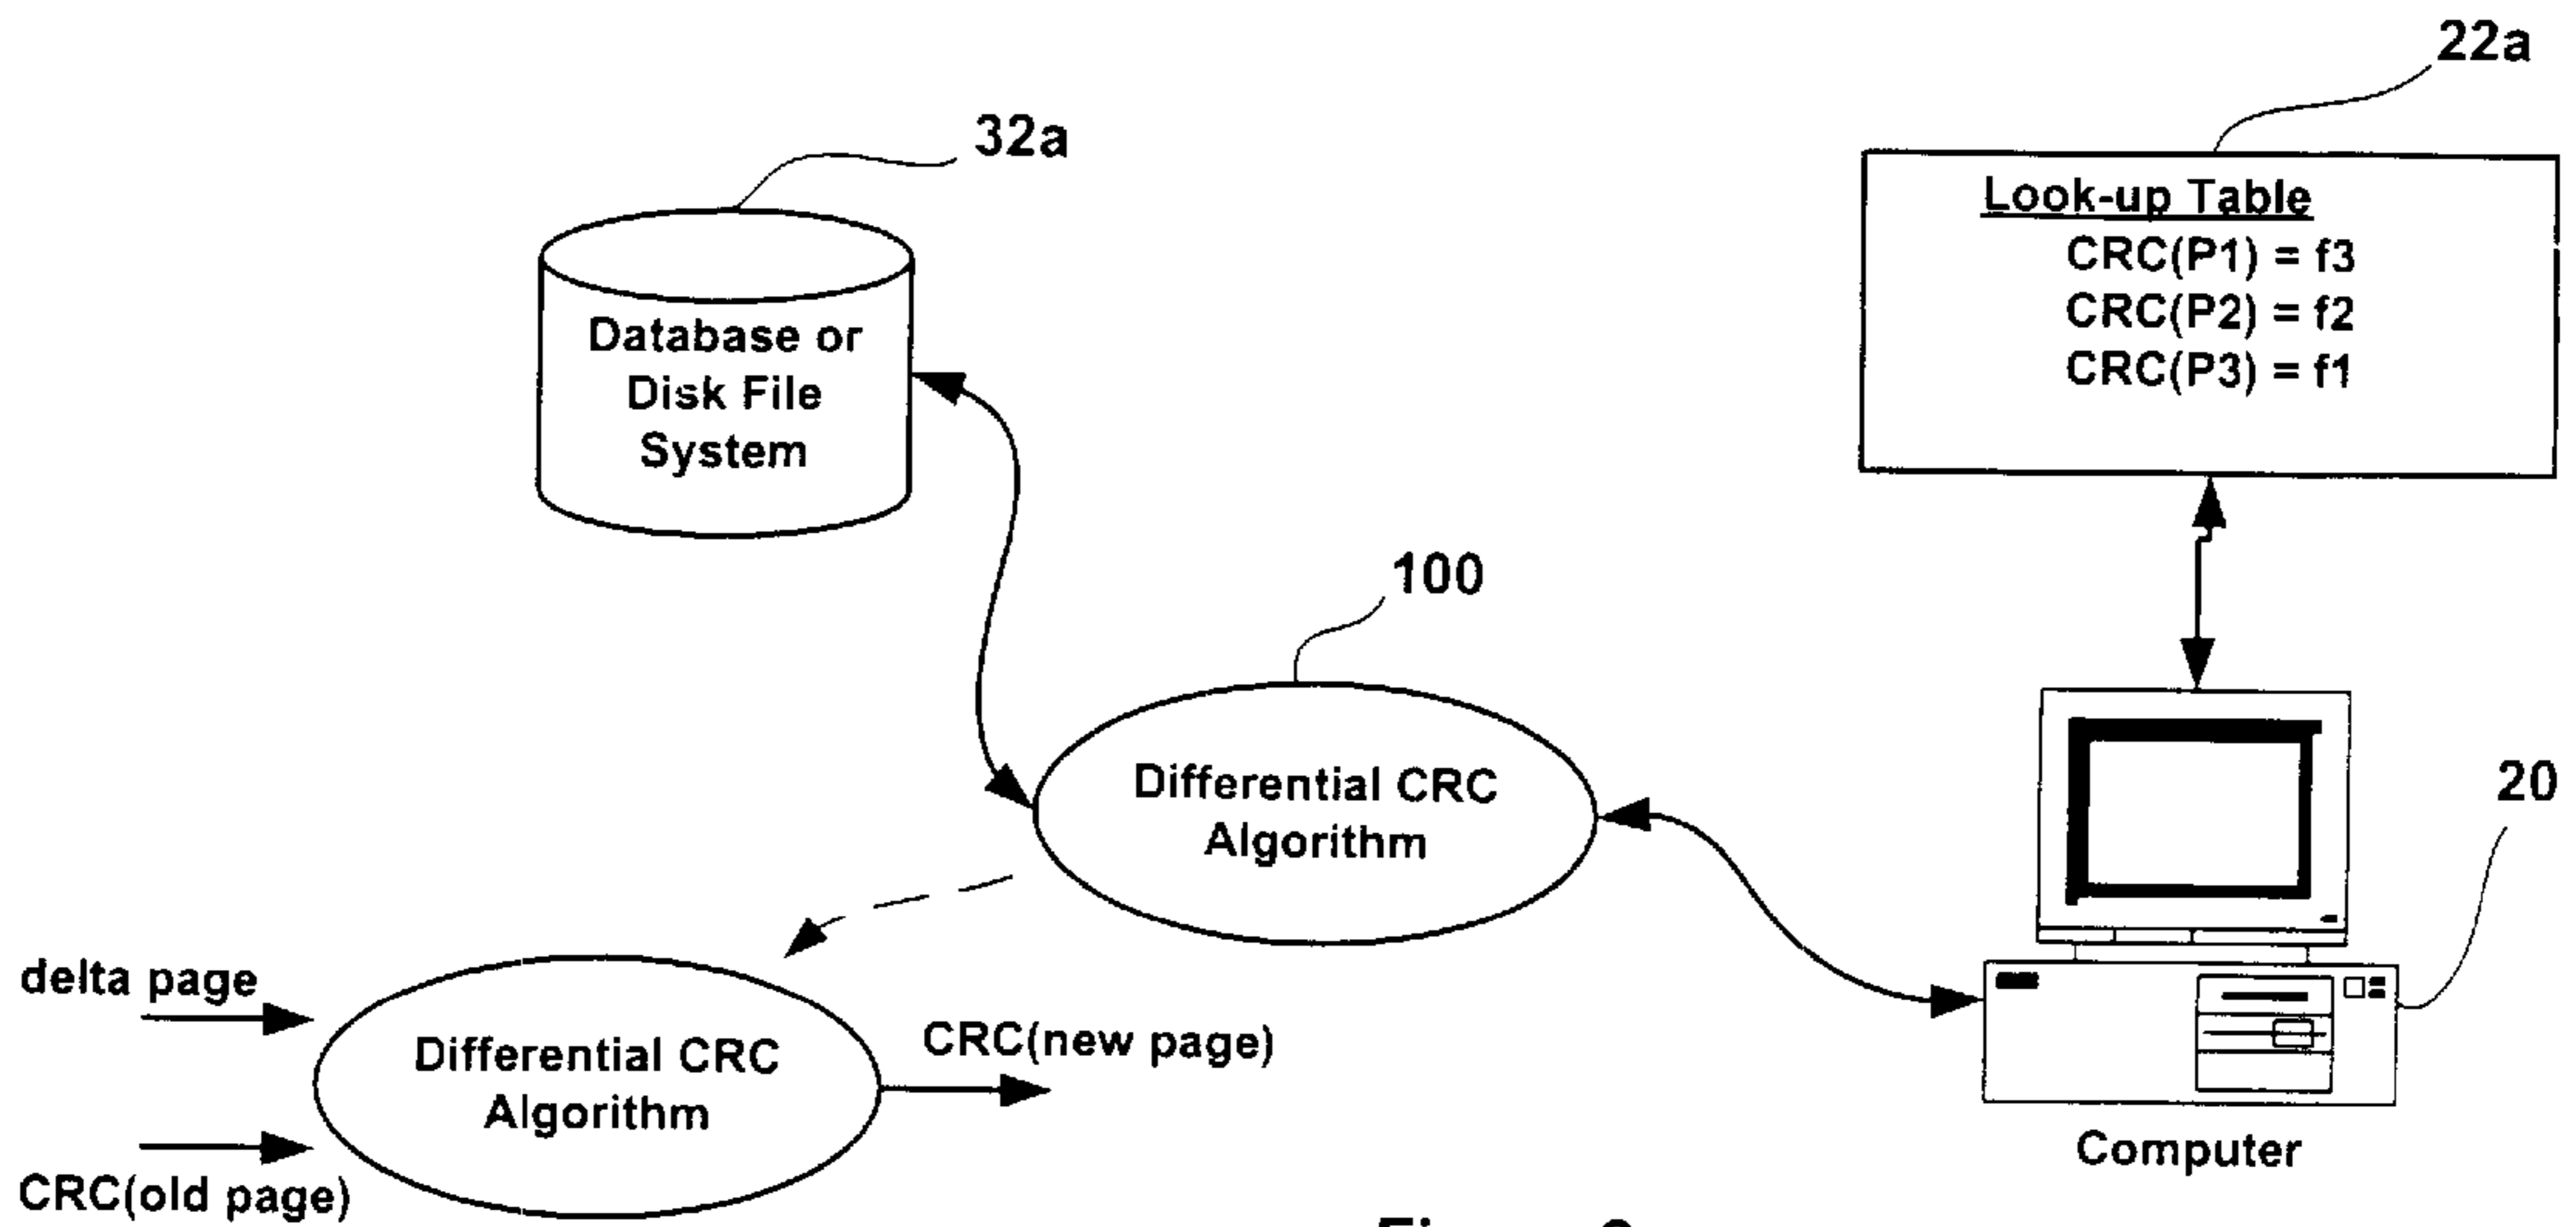 22a
32a
Look-up Table
CRC(P1) = f3
CRC(P2) = f2
CRC(P3) = f1
Database or
Disk File
System
100
Differential CRC
Algorithm
20
delta page
Differential CRC
Algorithm
CRC(new page)
CRC(old page)
Computer